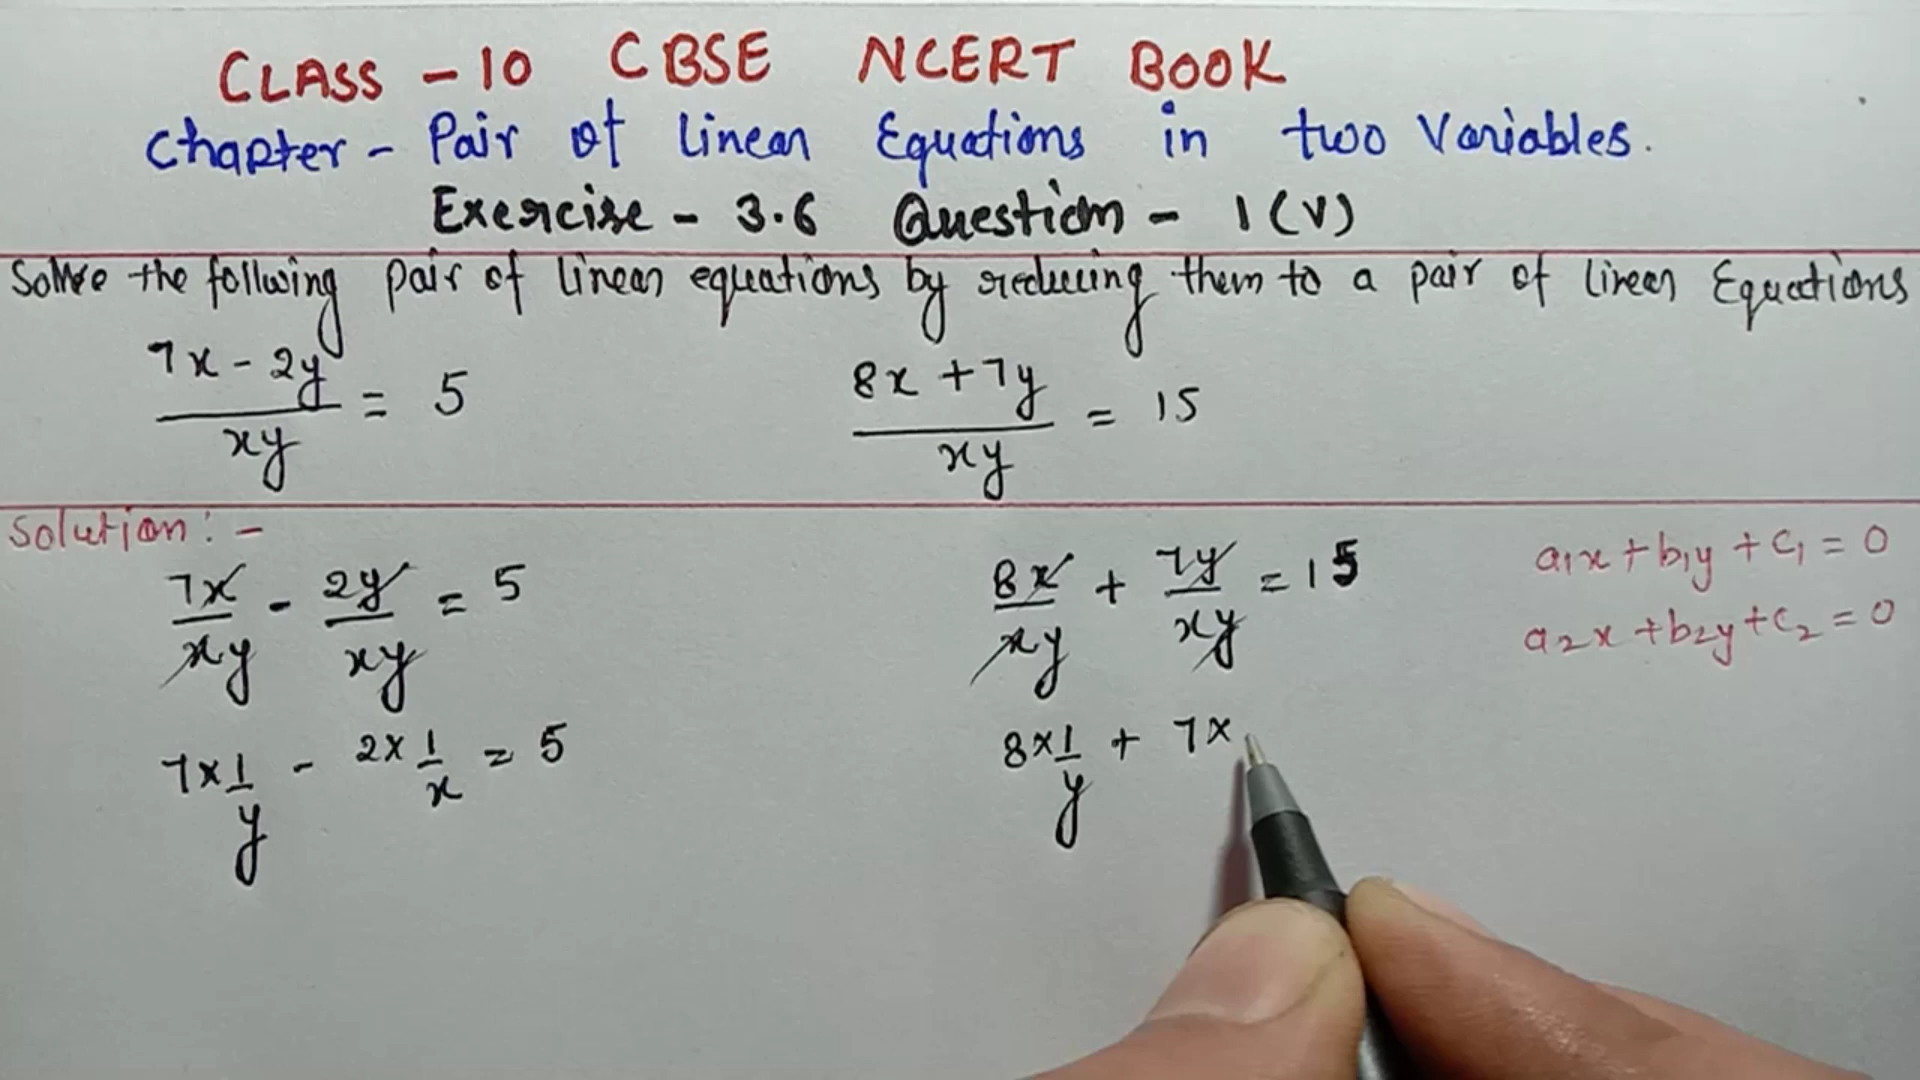 CLASS - 10 CBSE NCERT BOOK
Chapter - Pair of linear Equations in two Variables.
Exercise - 3.6 Question - 1(V)
Solve the following pair of linear equations by reducing them to a pair of linear Equations
7x - 2y / xy = 5    8x + 7y / xy = 15
Solution: -
7x/xy - 2y/xy = 5    8x/xy + 7y/xy = 15    a₁x + b₁y + c₁ = 0
a₂x + b₂y + c₂ = 0
7 × 1/y - 2 × 1/x = 5    8 × 1/y + 7 ×